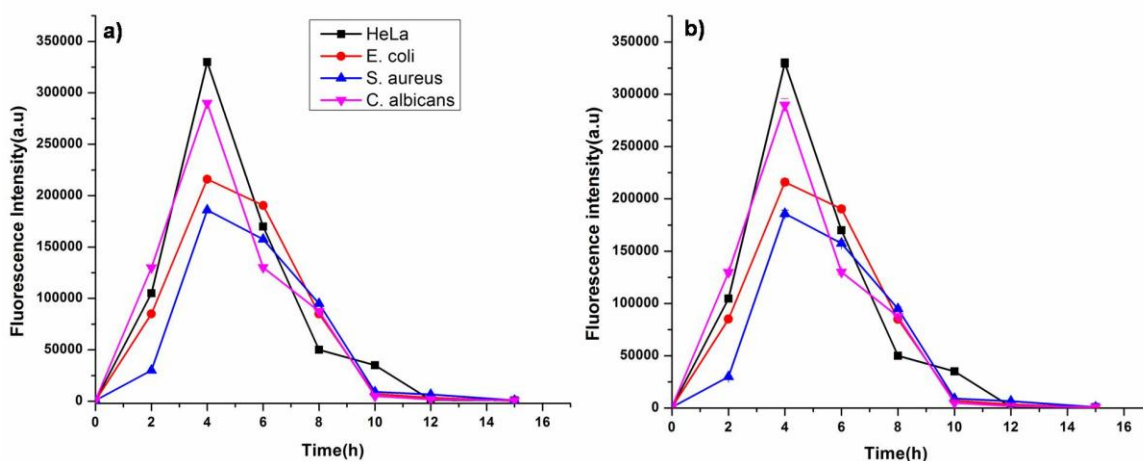 a)
HeLa
E. coli
S. aureus
C. albicans
Fluorescence Intensity(a.u)
350000
300000
250000
200000
150000
100000
50000
0
0 2 4 6 8 10 12 14 16
Time(h)
b)
Fluorescence intensity(a.u)
350000
300000
250000
200000
150000
100000
50000
0
0 2 4 6 8 10 12 14 16
Time(h)